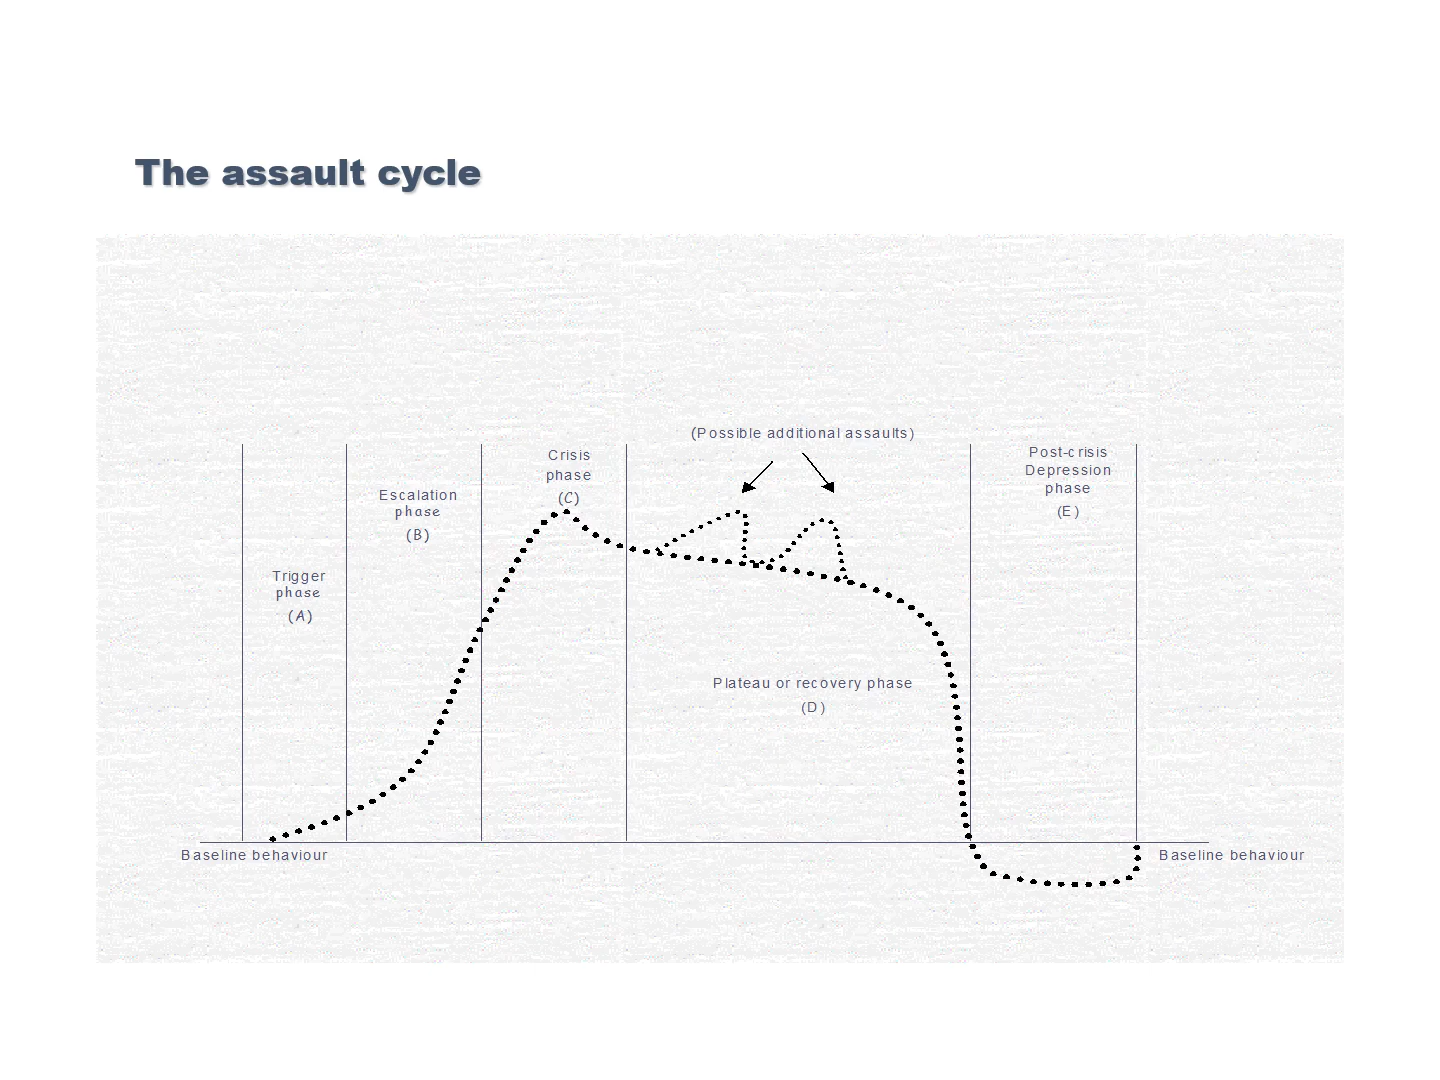 The assault cycle
(Possible additional assaults)
Crisis
phase
(C)
Post-crisis
Depression
phase
(E)
Escalation
phase
(B)
Trigger
phase
(A)
Plateau or recovery phase
(D)
Baseline behaviour
Baseline behaviour